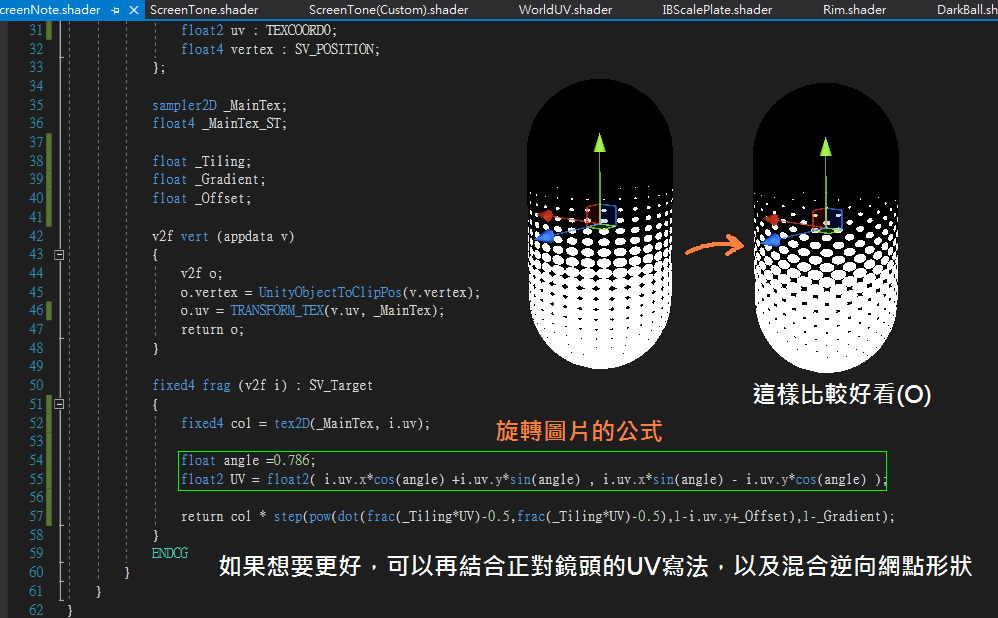 creenNote.shader ScreenTone.shader ScreenTone(Custom).shader WorldUV.shader IBScalePlate.shader Rim.shader DarkBall.sh
31 float2 uv : TEXCOORD0;
32 float4 vertex : SV_POSITION;
33 };
34
35 sampler2D _MainTex;
36 float4 _MainTex_ST;
37
38 float _Tiling;
39 float _Gradient;
40 float _Offset;
41
42 v2f vert (appdata v)
43 {
44 v2f o;
45 o.vertex = UnityObjectToClipPos(v.vertex);
46 o.uv = TRANSFORM_TEX(v.uv, _MainTex);
47 return o;
48 }
49
50 fixed4 frag (v2f i) : SV_Target
這樣比較好看(O)
51 {
52 fixed4 col = tex2D(_MainTex, i.uv);
旋轉圖片的公式
53
54 float angle =0.786;
55 float2 UV = float2( i.uv.x*cos(angle) +i.uv.y*sin(angle) , i.uv.x*sin(angle) - i.uv.y*cos(angle) );
56
57 return col * step(pow(dot(frac(_Tiling*UV)-0.5,frac(_Tiling*UV)-0.5),1-i.uv.y+_Offset),1-_Gradient);
58 }
59 ENDCG
如果想要更好，可以再結合正對鏡頭的UV寫法，以及混合逆向網點形狀
60 }
61 }
62 }